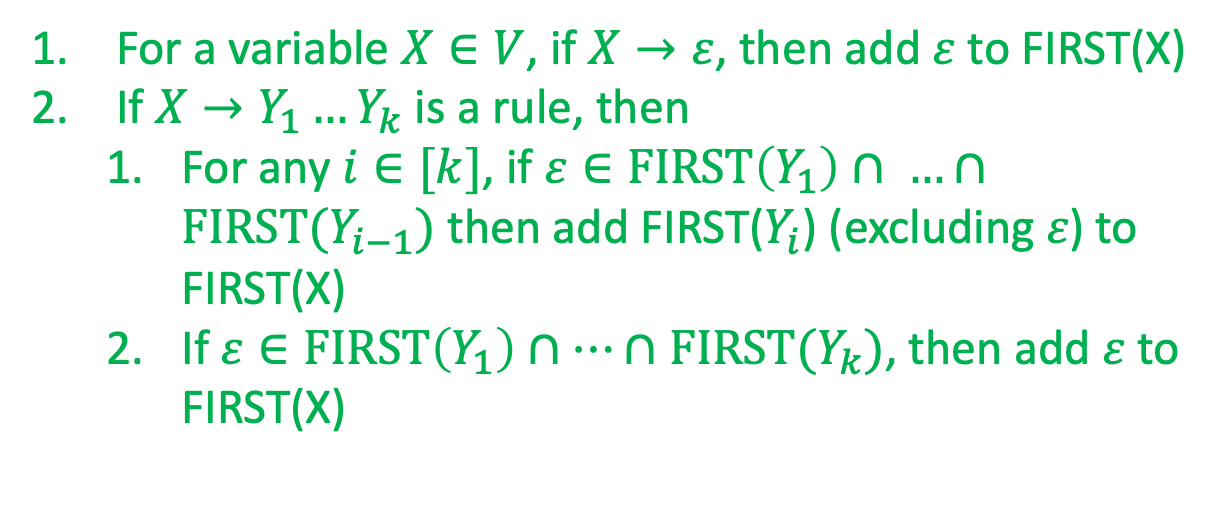 1. For a variable X ∈ V, if X → ε, then add ε to FIRST(X)
2. If X → Y₁ … Yₖ is a rule, then
1. For any i ∈ [k], if ε ∈ FIRST(Y₁) ∩ … ∩
FIRST(Yᵢ₋₁) then add FIRST(Yᵢ) (excluding ε) to
FIRST(X)
2. If ε ∈ FIRST(Y₁) ∩ ⋯ ∩ FIRST(Yₖ), then add ε to
FIRST(X)